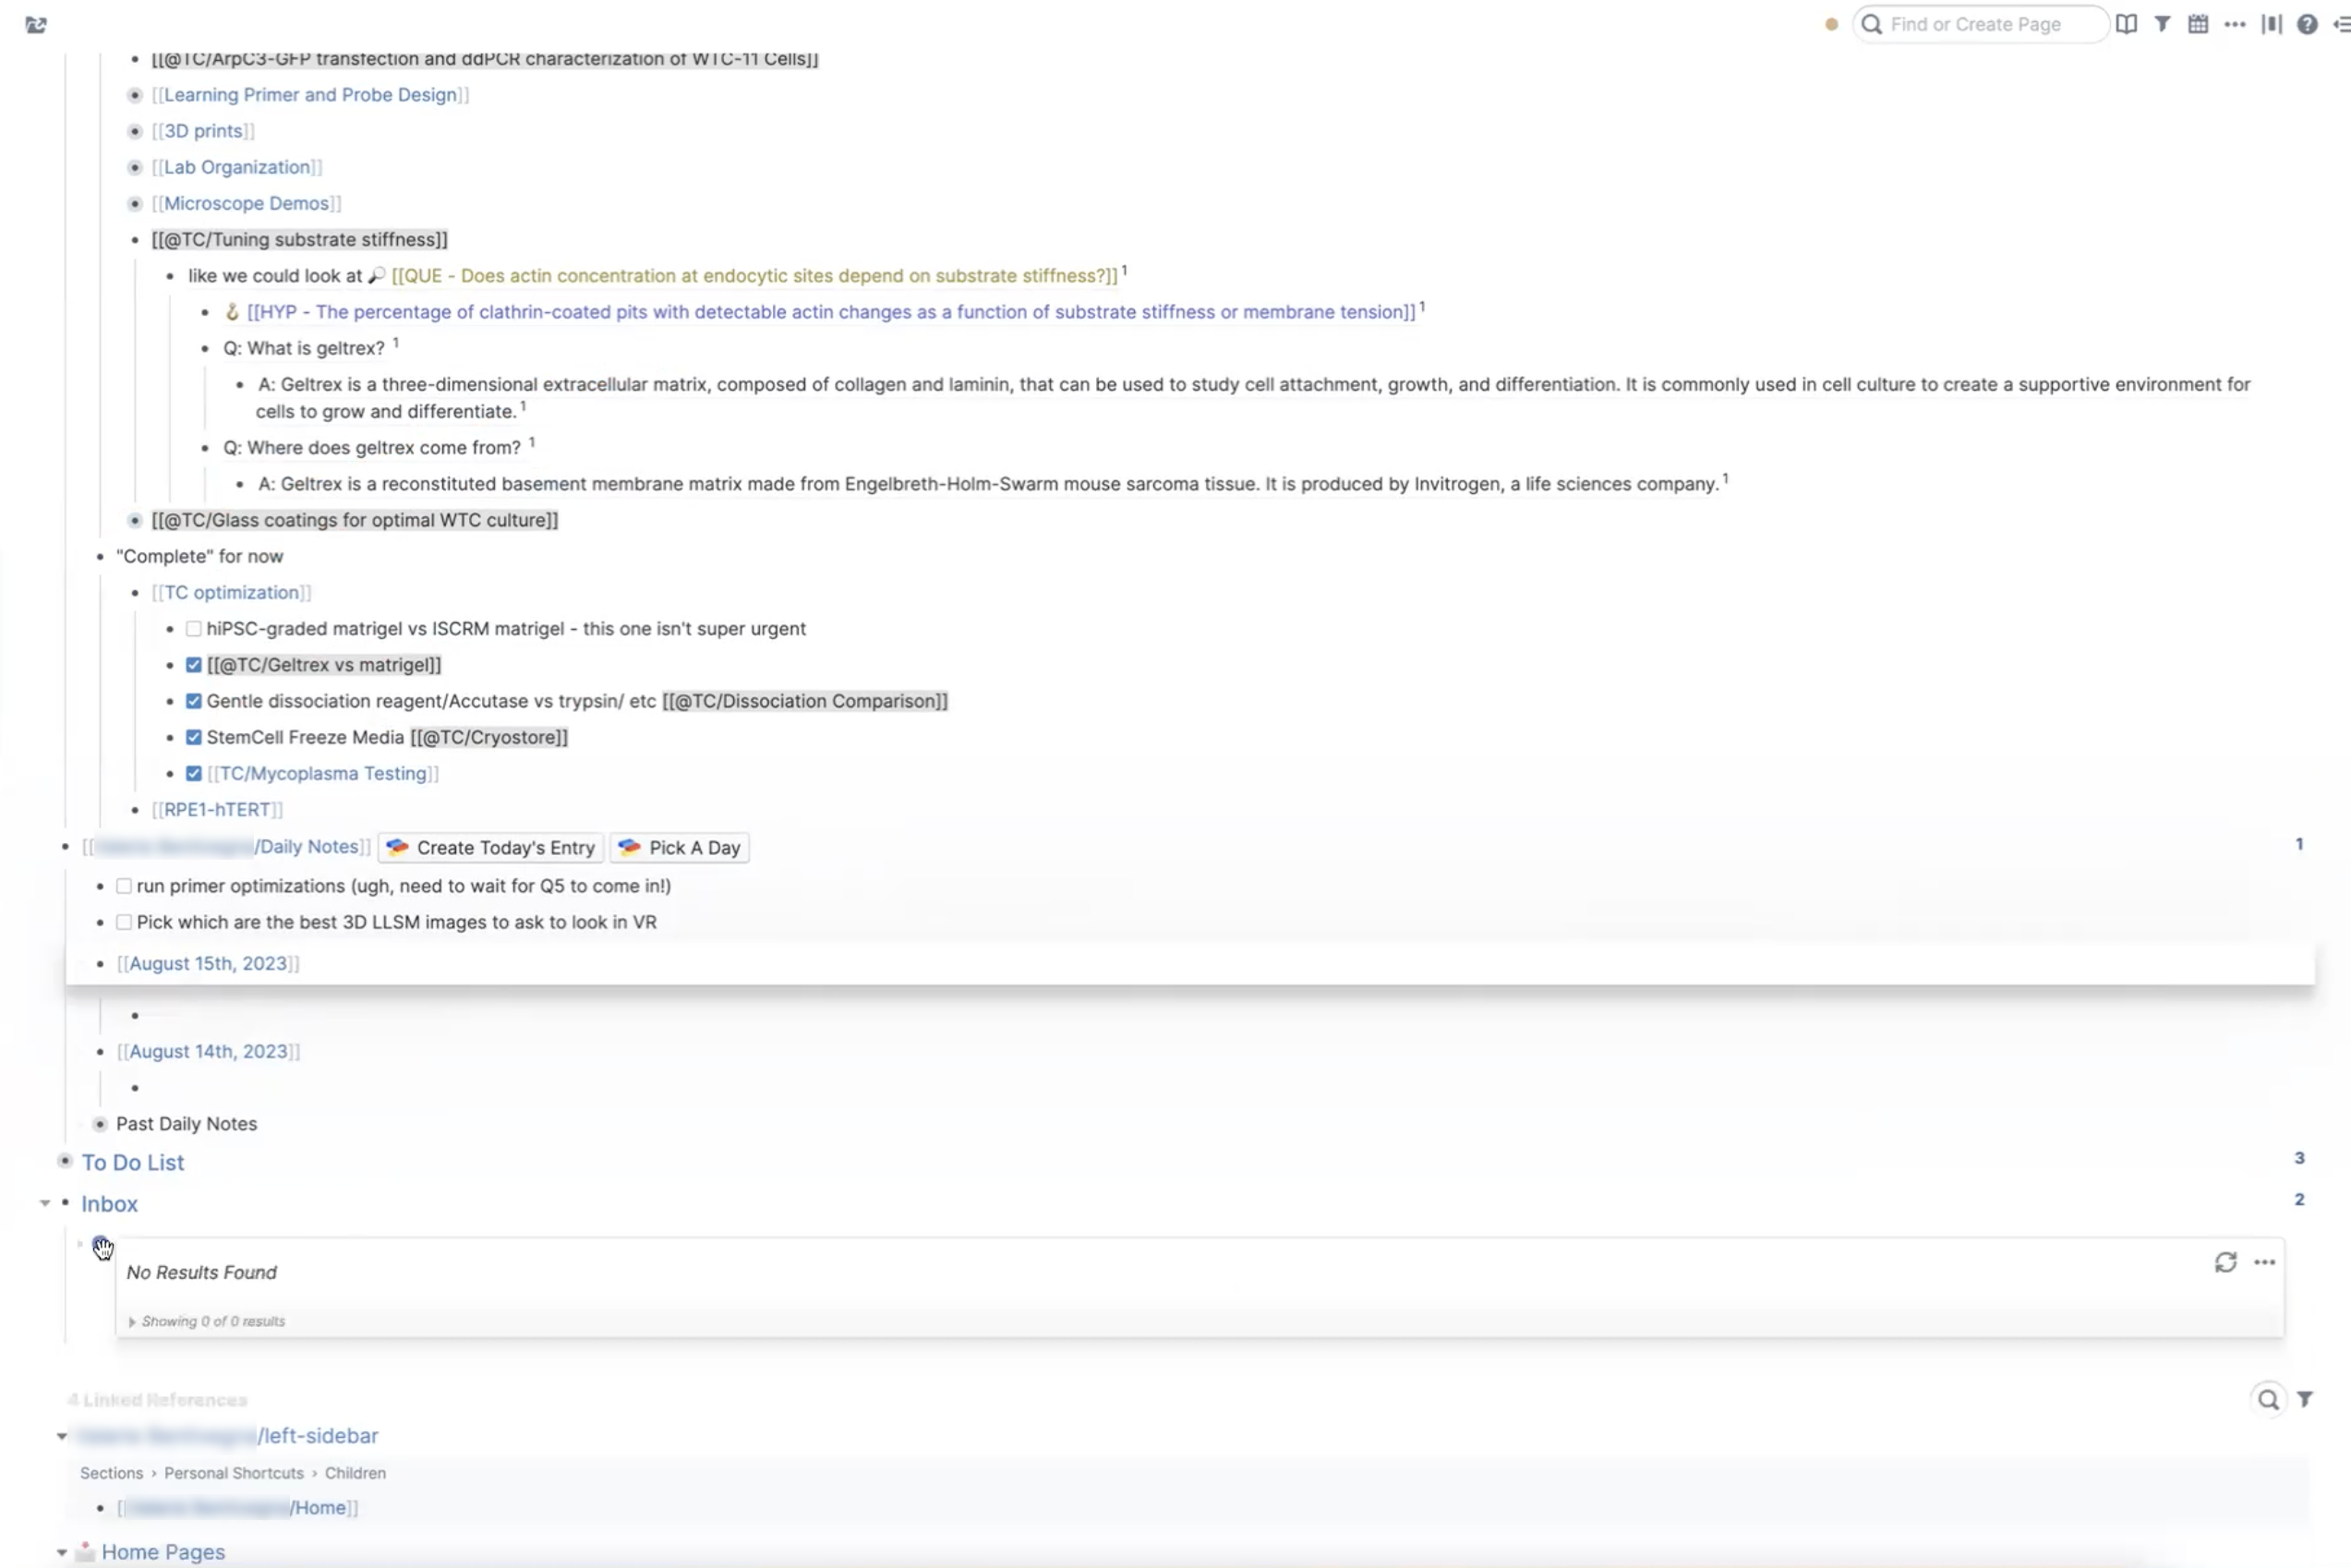 Find or Create Page
[[@TC/ArpC3-GFP transfection and ddPCR characterization of WTC-11 Cells]]
[[Learning Primer and Probe Design]]
[[3D prints]]
[[Lab Organization]]
[[Microscope Demos]]
[[@TC/Tuning substrate stiffness]]
like we could look at [[QUE - Does actin concentration at endocytic sites depend on substrate stiffness?]] 1
[[HYP - The percentage of clathrin-coated pits with detectable actin changes as a function of substrate stiffness or membrane tension]] 1
Q: What is geltrex? 1
A: Geltrex is a three-dimensional extracellular matrix, composed of collagen and laminin, that can be used to study cell attachment, growth, and differentiation. It is commonly used in cell culture to create a supportive environment for
cells to grow and differentiate. 1
Q: Where does geltrex come from? 1
A: Geltrex is a reconstituted basement membrane matrix made from Engelbreth-Holm-Swarm mouse sarcoma tissue. It is produced by Invitrogen, a life sciences company. 1
[[@TC/Glass coatings for optimal WTC culture]]
"Complete" for now
[[TC optimization]]
hiPSC-graded matrigel vs ISCRM matrigel - this one isn't super urgent
[[@TC/Geltrex vs matrigel]]
Gentle dissociation reagent/Accutase vs trypsin/ etc [[@TC/Dissociation Comparison]]
StemCell Freeze Media [[@TC/Cryostore]]
[[TC/Mycoplasma Testing]]
[[RPE1-hTERT]]
[[ /Daily Notes]] Create Today's Entry Pick A Day 1
run primer optimizations (ugh, need to wait for Q5 to come in!)
Pick which are the best 3D LLSM images to ask to look in VR
[[August 15th, 2023]]
[[August 14th, 2023]]
Past Daily Notes
To Do List 3
Inbox 2
No Results Found
Showing 0 of 0 results
4 Linked References
/left-sidebar
Sections › Personal Shortcuts › Children
[[ /Home]]
Home Pages